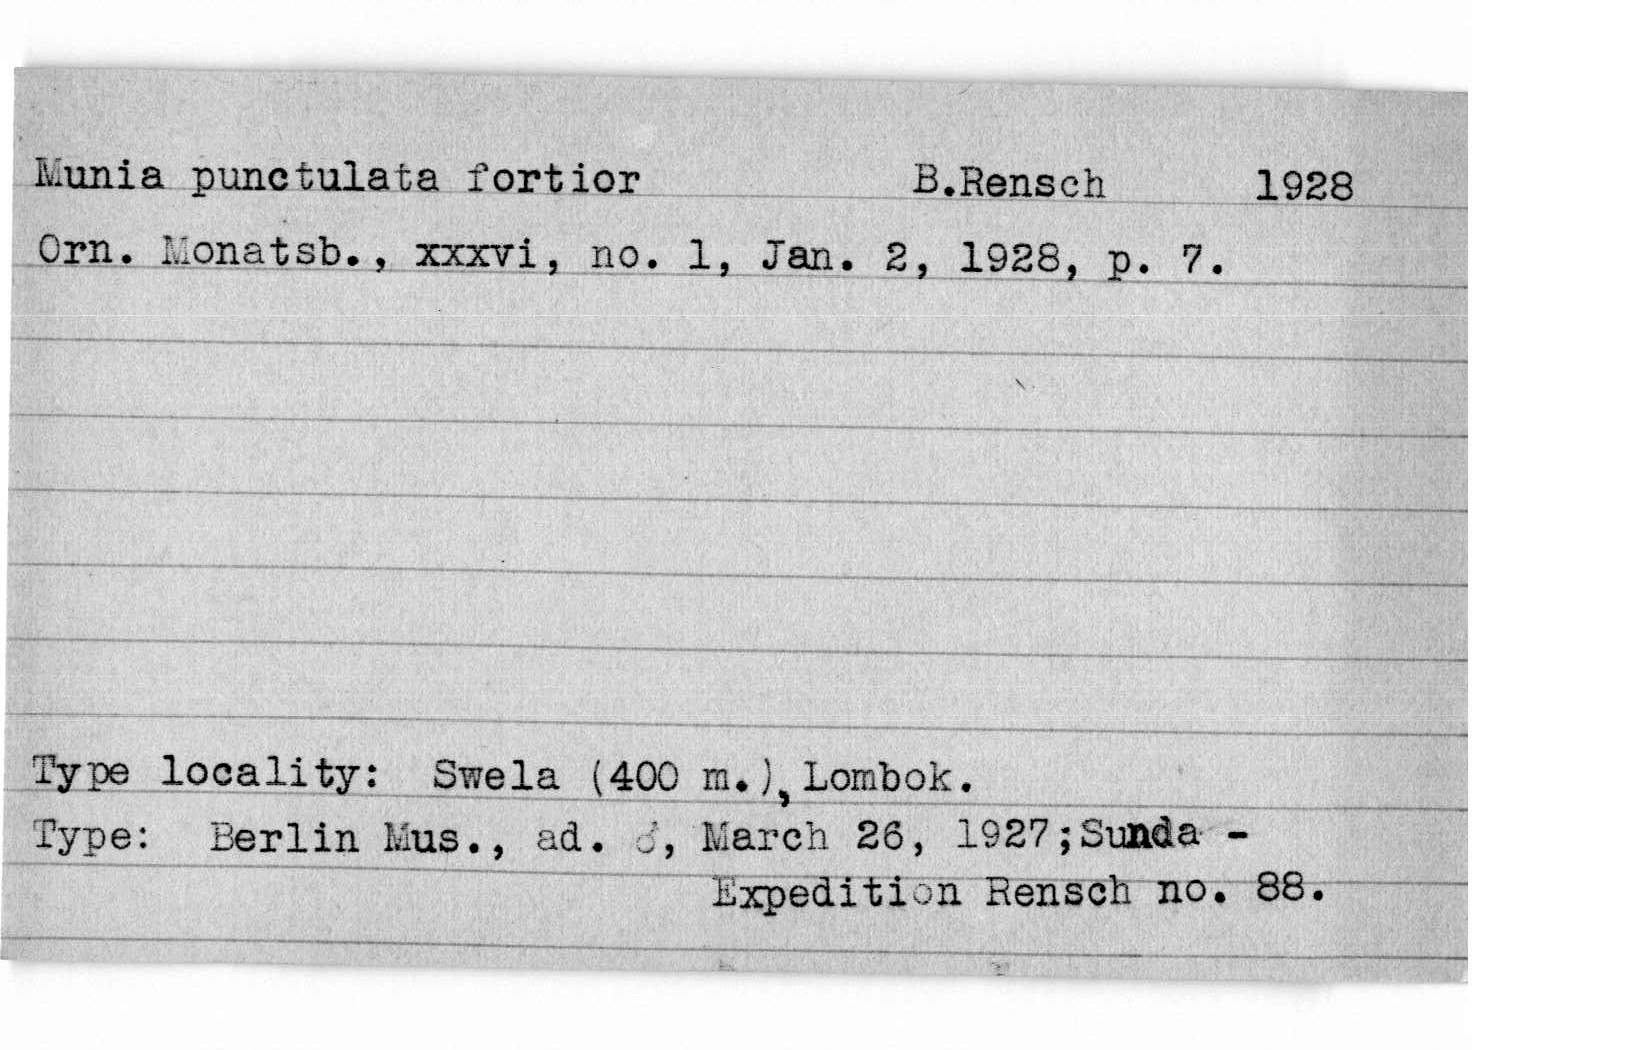 Munia punctulata fortior B.Rensch 1928
Orn. Monatsb., xxxvi, no. 1, Jan. 2, 1928, p. 7.
Type locality: Swela (400 m.), Lombok.
Type: Berlin Mus., ad. ♂, March 26, 1927; Sunda -
Expedition Rensch no. 88.